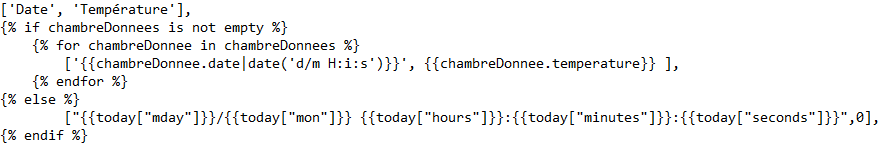 ['Date', 'Température'],
{% if chambreDonnees is not empty %}
    {% for chambreDonnee in chambreDonnees %}
        ['{{chambreDonnee.date|date('d/m H:i:s')}}', {{chambreDonnee.temperature}} ],
    {% endfor %}
{% else %}
        ["{{today["mday"]}}/{{today["mon"]}} {{today["hours"]}}:{{today["minutes"]}}:{{today["seconds"]}}",0],
{% endif %}